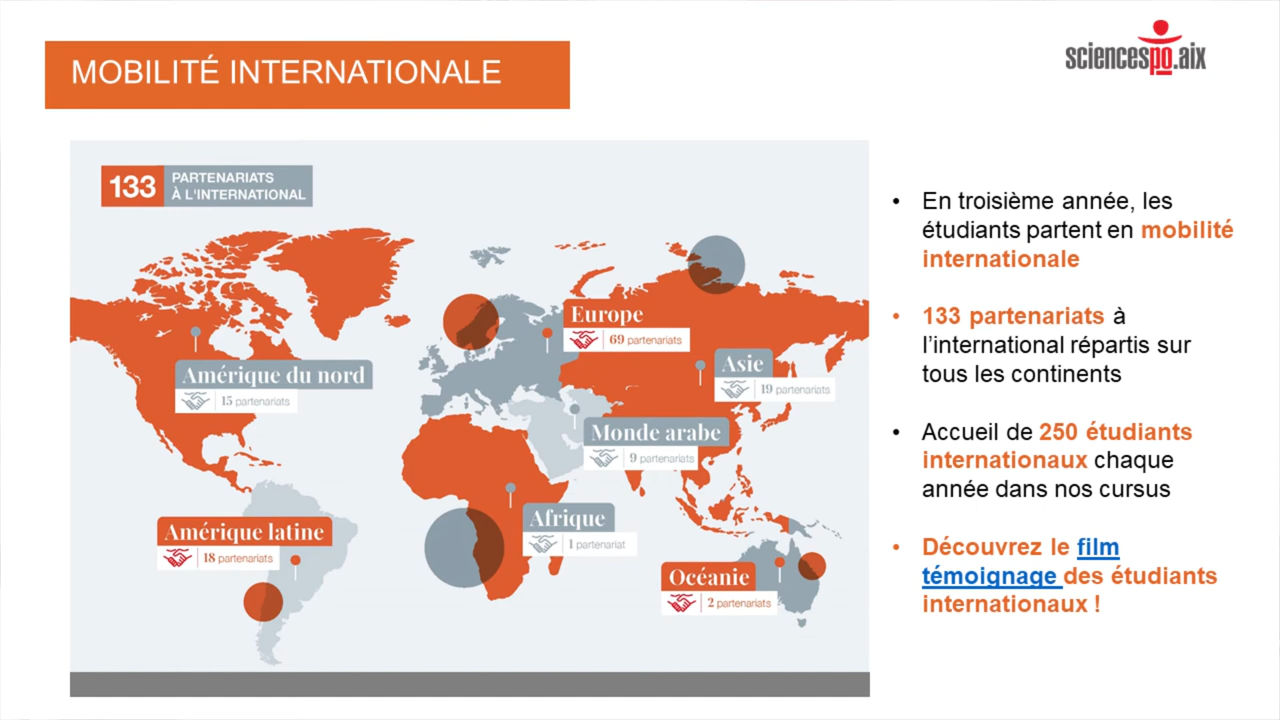 MOBILITÉ INTERNATIONALE
sciencespo.aix
133 PARTENARIATS
À L'INTERNATIONAL
Europe
69 partenariats
Asie
19 partenariats
Amérique du nord
15 partenariats
Monde arabe
9 partenariats
Afrique
1 partenariat
Amérique latine
18 partenariats
Océanie
2 partenariats
• En troisième année, les
étudiants partent en mobilité
internationale
• 133 partenariats à
l’international répartis sur
tous les continents
• Accueil de 250 étudiants
internationaux chaque
année dans nos cursus
• Découvrez le film
témoignage des étudiants
internationaux !